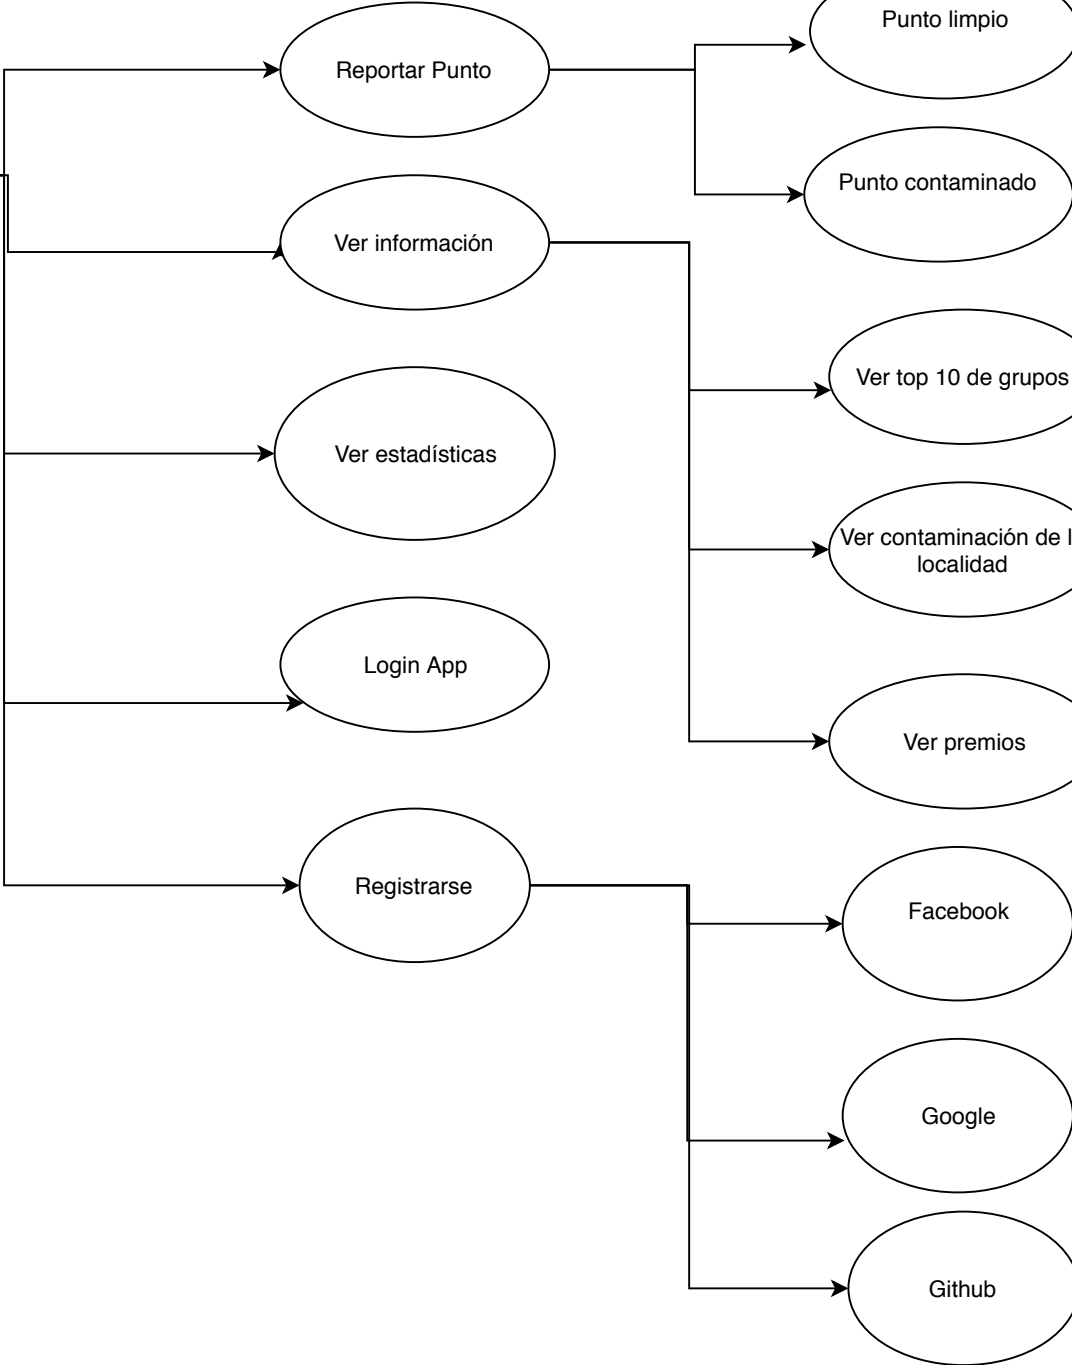 Punto limpio
Reportar Punto
Punto contaminado
Ver información
Ver top 10 de grupos
Ver estadísticas
Ver contaminación de l
localidad
Login App
Ver premios
Registrarse
Facebook
Google
Github